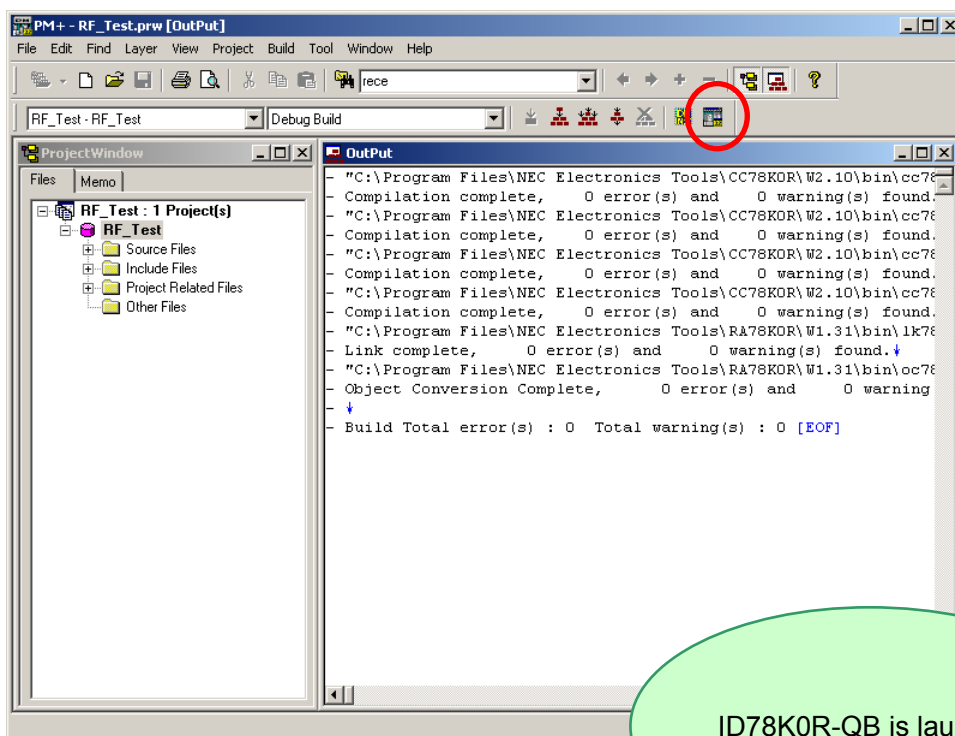 PM+ - RF_Test.prw [OutPut]
File Edit Find Layer View Project Build Tool Window Help
rece
RF_Test - RF_Test
Debug Build
ProjectWindow
Files Memo
RF_Test : 1 Project(s)
RF_Test
Source Files
Include Files
Project Related Files
Other Files
OutPut
- "C:\Program Files\NEC Electronics Tools\CC78K0R\W2.10\bin\cc78
- Compilation complete, 0 error(s) and 0 warning(s) found.
- "C:\Program Files\NEC Electronics Tools\CC78K0R\W2.10\bin\cc78
- Compilation complete, 0 error(s) and 0 warning(s) found.
- "C:\Program Files\NEC Electronics Tools\CC78K0R\W2.10\bin\cc78
- Compilation complete, 0 error(s) and 0 warning(s) found.
- "C:\Program Files\NEC Electronics Tools\CC78K0R\W2.10\bin\cc78
- Compilation complete, 0 error(s) and 0 warning(s) found.
- "C:\Program Files\NEC Electronics Tools\RA78K0R\W1.31\bin\lk78
- Link complete, 0 error(s) and 0 warning(s) found.↓
- "C:\Program Files\NEC Electronics Tools\RA78K0R\W1.31\bin\oc78
- Object Conversion Complete, 0 error(s) and 0 warning
- ↓
- Build Total error(s) : 0 Total warning(s) : 0 [EOF]
ID78K0R-QB is lau